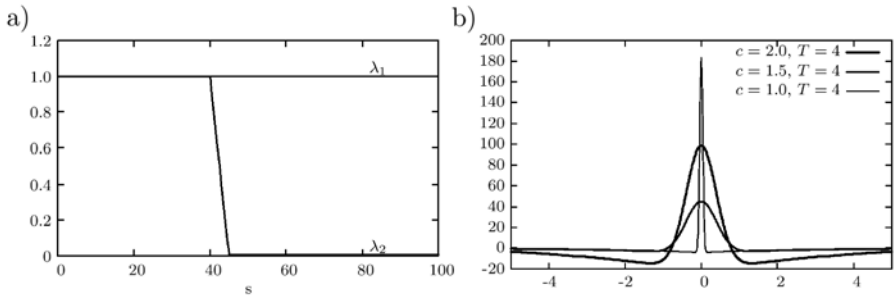 a)
1.2
1.0
0.8
0.6
0.4
0.2
0
0 20 40 60 80 100
s
λ1
λ2
b)
200
180
160
140
120
100
80
60
40
20
0
-20
-4 -2 0 2 4
c = 2.0, T = 4
c = 1.5, T = 4
c = 1.0, T = 4